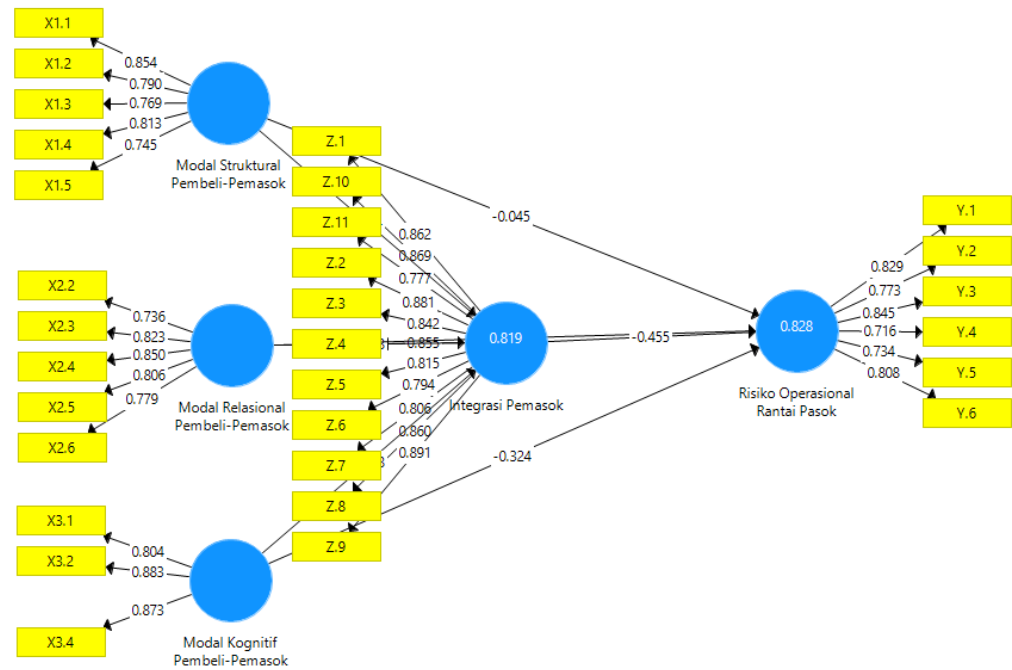 X1.1
X1.2
X1.3
X1.4
X1.5
0.854
0.790
0.769
0.813
0.745
Modal Struktural
Pembeli-Pemasok
X2.2
X2.3
X2.4
X2.5
X2.6
0.736
0.823
0.850
0.806
0.779
Modal Relasional
Pembeli-Pemasok
X3.1
X3.2
X3.4
0.804
0.883
0.873
Modal Kognitif
Pembeli-Pemasok
Z.1
Z.10
Z.11
Z.2
Z.3
Z.4
Z.5
Z.6
Z.7
Z.8
Z.9
0.862
0.869
0.777
0.881
0.842
0.855
0.815
0.794
0.806
0.860
0.891
0.819
Integrasi Pemasok
-0.045
-0.455
-0.324
0.828
Risiko Operasional
Rantai Pasok
0.829
0.773
0.845
0.716
0.734
0.808
Y.1
Y.2
Y.3
Y.4
Y.5
Y.6